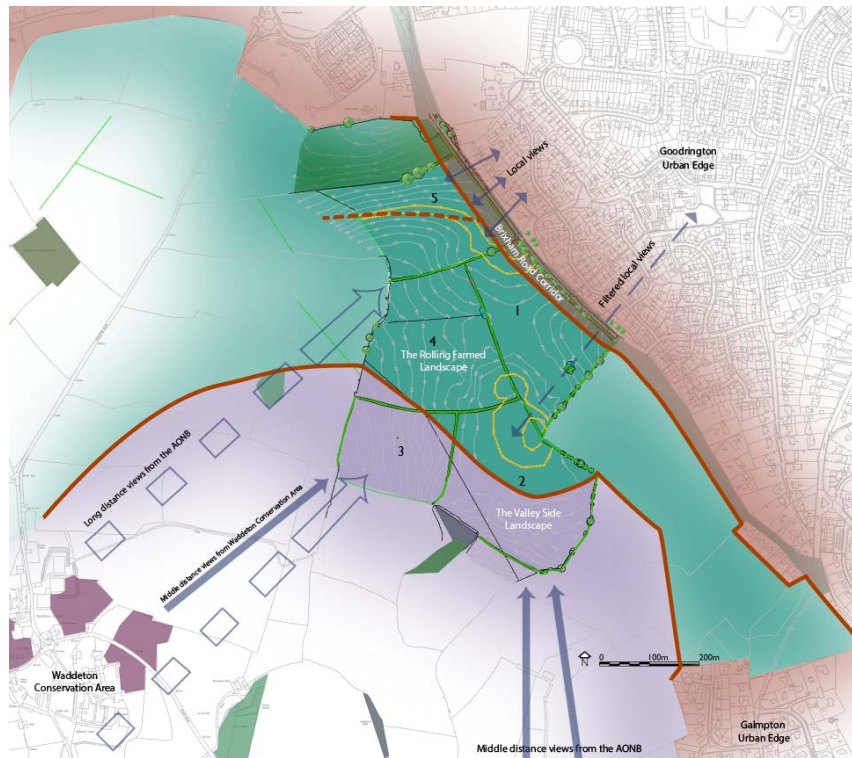 Goodrington
Urban Edge
Local views
5
Brixham Road Corridor
Filtered local views
1
4
The Rolling Farmed
Landscape
Long distance views from the AONB
3
2
Middle distance views from Waddeton Conservation Area
The Valley Side
Landscape
N
0 100m 200m
Waddeton
Conservation Area
Galmpton
Urban Edge
Middle distance views from the AONB